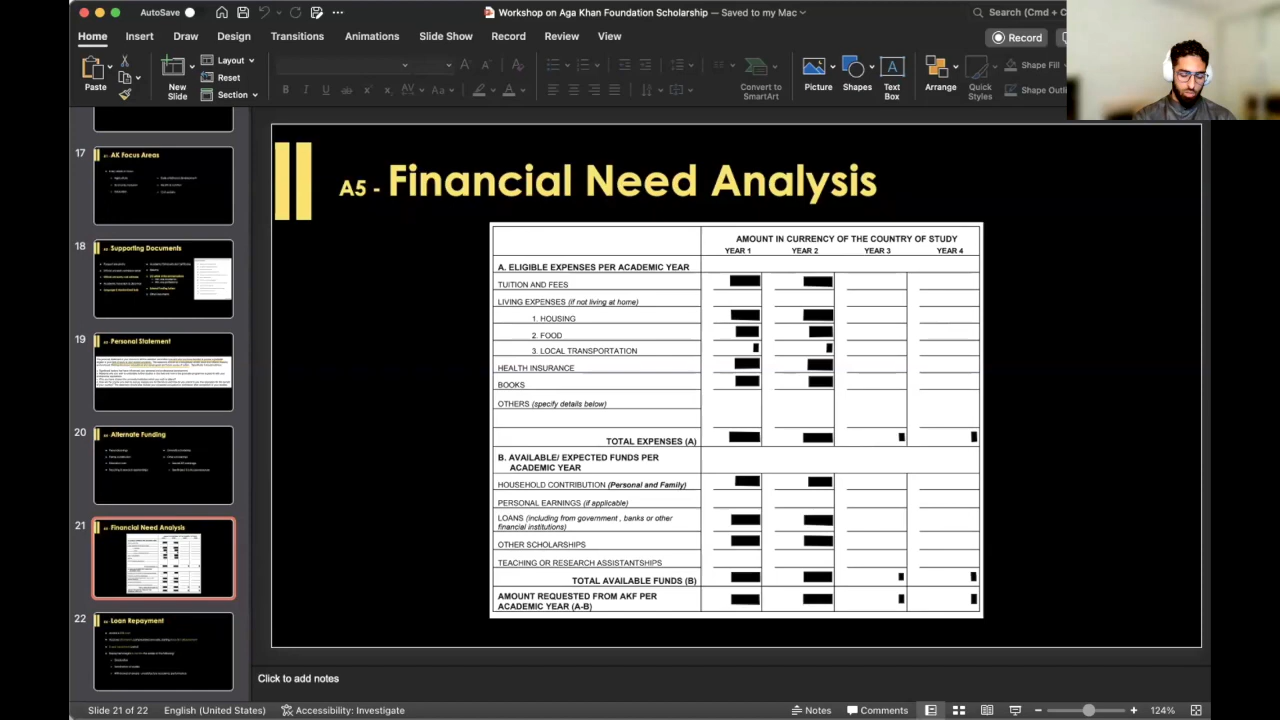 AutoSave
Workshop on Aga Khan Foundation Scholarship — Saved to my Mac
Search (Cmd +
Home Insert Draw Design Transitions Animations Slide Show Record Review View
Record
Paste
New
Slide
Layout
Reset
Section
Convert to
SmartArt
Picture
Shapes
Text
Box
Arrange
Quick
Styles
Shape Fill
Shape Outli
17
AK Focus Areas
18
Supporting Documents
19
Personal Statement
20
Alternate Funding
21
Financial Need Analysis
22
Loan Repayment
A5 - Financial Need Analysis
AMOUNT IN CURRENCY OF THE COUNTRY OF STUDY
YEAR 1 YEAR 2 YEAR 3 YEAR 4
A. ELIGIBLE EXPENSES PER ACADEMIC YEAR
TUITION AND FEES
LIVING EXPENSES (if not living at home)
1. HOUSING
2. FOOD
3. LOCAL TRANSPORTATION
HEALTH INSURANCE
BOOKS
OTHERS (specify details below)
TOTAL EXPENSES (A)
B. AVAILABLE/ EXPECTED FUNDS PER
ACADEMIC YEAR
HOUSEHOLD CONTRIBUTION (Personal and Family)
PERSONAL EARNINGS (if applicable)
LOANS (including from government , banks or other
financial institutions)
OTHER SCHOLARSHIPS
TEACHING OR RESEARCH ASSISTANTSHIPS
TOTAL AVAILABLE FUNDS (B)
AMOUNT REQUESTED FROM AKF PER
ACADEMIC YEAR (A-B)
Click to add notes
Slide 21 of 22 English (United States) Accessibility: Investigate Notes Comments 124%